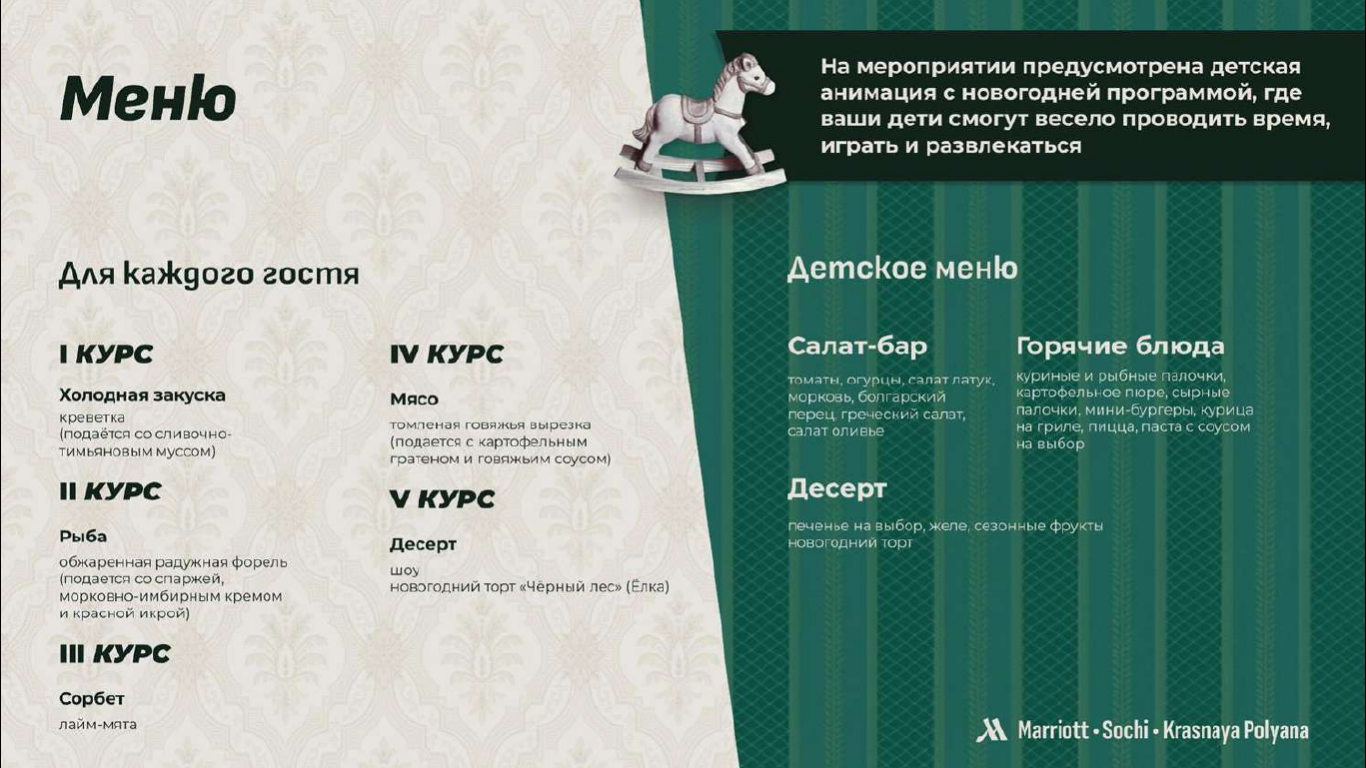 Меню
Для каждого гостя
I КУРС
Холодная закуска
креветка
(подаётся со сливочно-
тимьяновым муссом)
II КУРС
Рыба
обжаренная радужная форель
(подается со спаржей,
морковно-имбирным кремом
и красной икрой)
III КУРС
Сорбет
лайм-мята
IV КУРС
Мясо
томленая говяжья вырезка
(подается с картофельным
гратеном и говяжьим соусом)
V КУРС
Десерт
шоу
новогодний торт «Чёрный лес» (Ёлка)
На мероприятии предусмотрена детская
анимация с новогодней программой, где
ваши дети смогут весело проводить время,
играть и развлекаться
Детское меню
Салат-бар
томаты, огурцы, салат латук,
морковь, болгарский
перец, греческий салат,
салат оливье
Горячие блюда
куриные и рыбные палочки,
картофельное пюре, сырные
палочки, мини-бургеры, курица
на гриле, пицца, паста с соусом
на выбор
Десерт
печенье на выбор, желе, сезонные фрукты
новогодний торт
Marriott • Sochi • Krasnaya Polyana